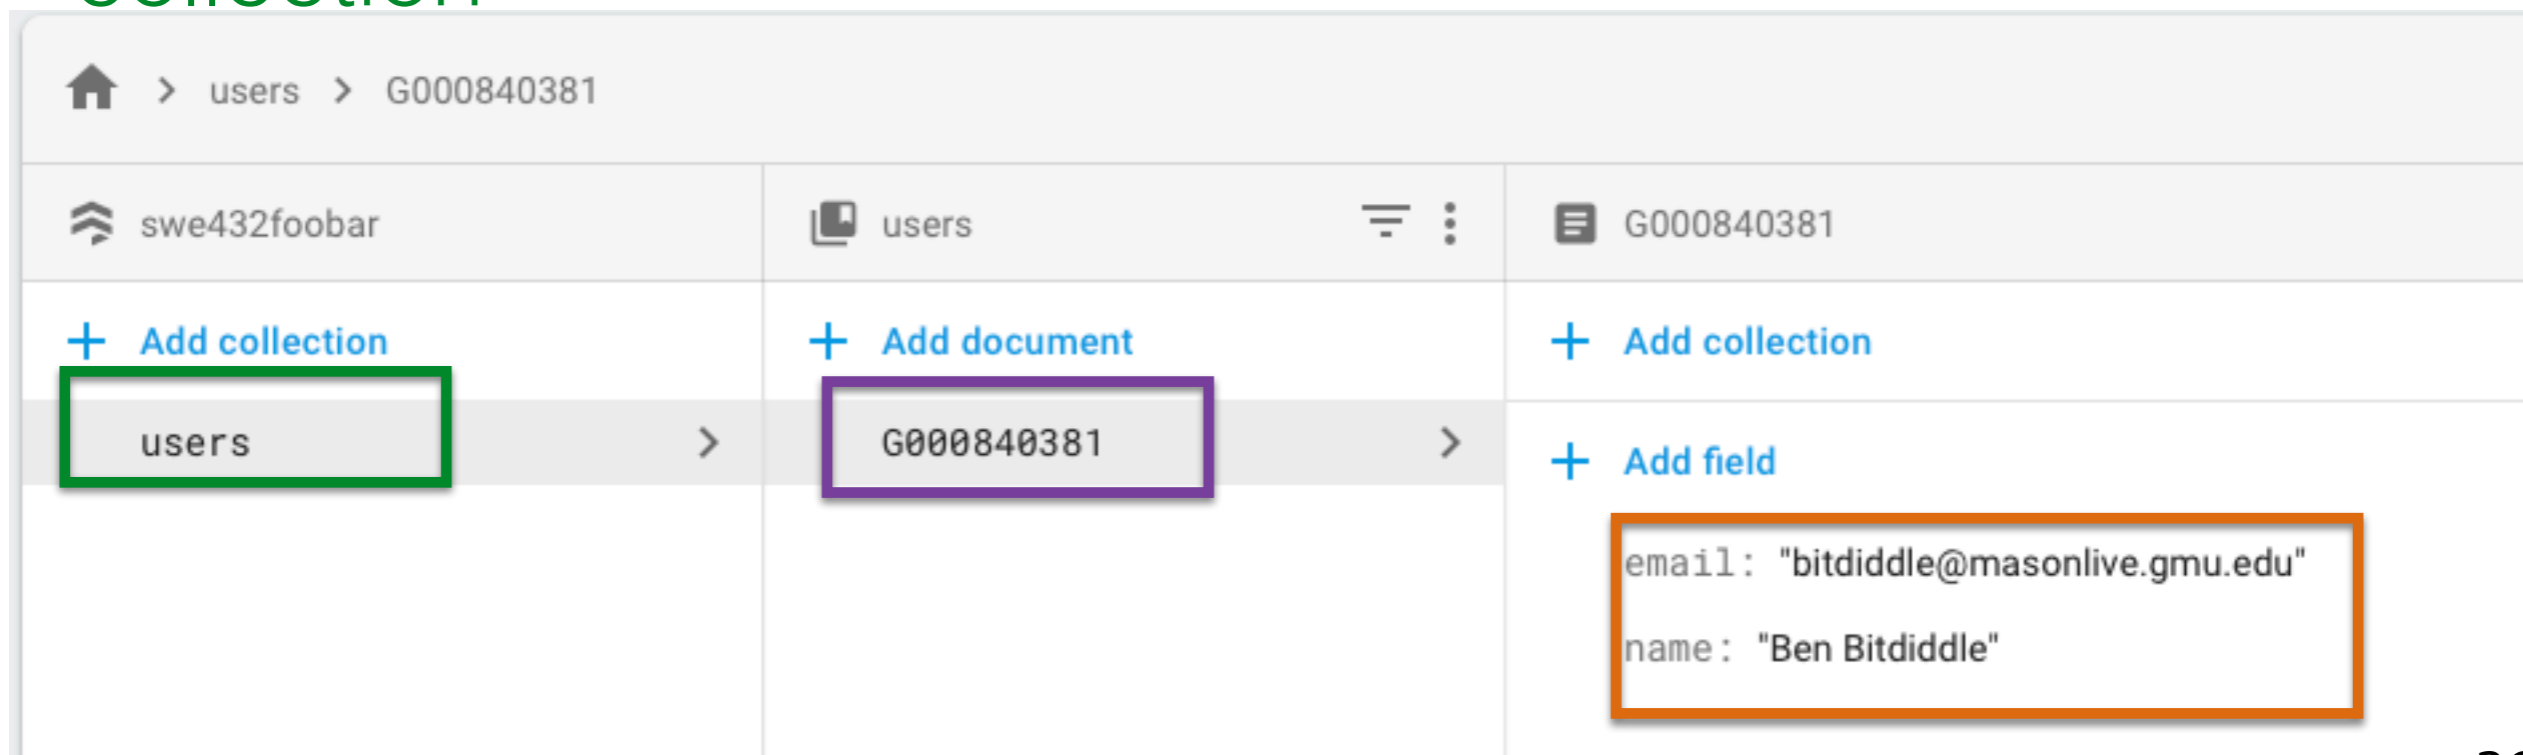 collection
users > G000840381
swe432foobar
users
G000840381
+ Add collection
+ Add document
+ Add collection
users
G000840381
+ Add field
email: "bitdiddle@masonlive.gmu.edu"
name: "Ben Bitdiddle"